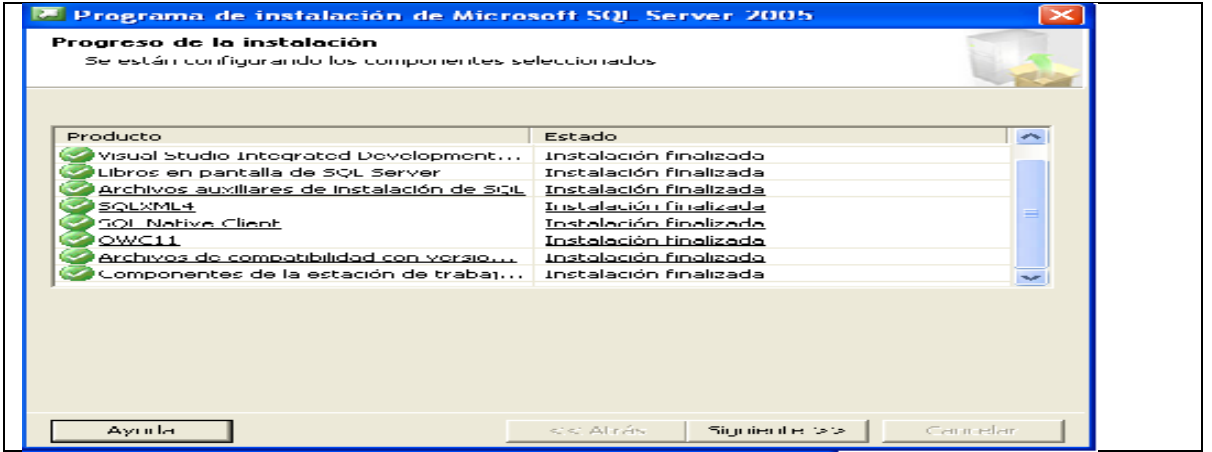 Programa de instalación de Microsoft SQL Server 2005
Progreso de la instalación
Se están configurando los componentes seleccionados
Producto Estado
Visual Studio Integrated Development... Instalación finalizada
Libros en pantalla de SQL Server Instalación finalizada
Archivos auxiliares de instalación de SQL Instalación finalizada
SQLXML4 Instalación finalizada
SQL Native Client Instalación finalizada
OWC11 Instalación finalizada
Archivos de compatibilidad con versio... Instalación finalizada
Componentes de la estación de trabaj... Instalación finalizada
Ayuda << Atrás Siguiente >> Cancelar